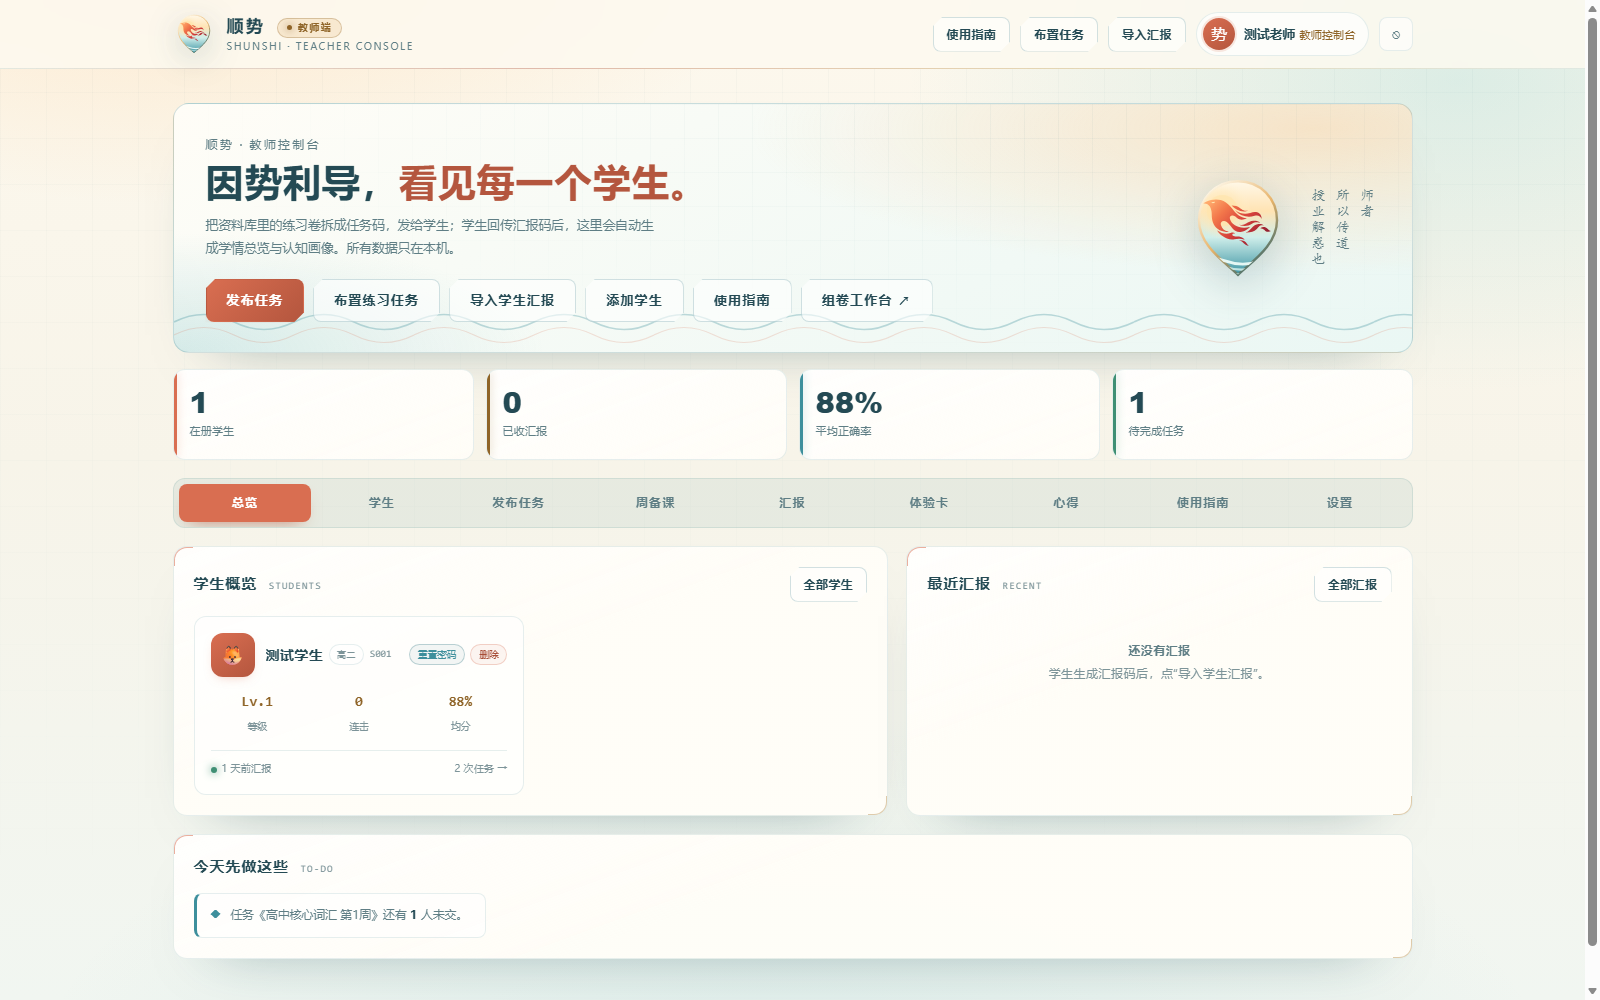 顺势 教师端
SHUNSHI · TEACHER CONSOLE
使用指南
布置任务
导入汇报
势 测试老师 教师控制台
顺势 · 教师控制台
因势利导，看见每一个学生。
把资料库里的练习卷拆成任务码，发给学生；学生回传汇报码后，这里会自动生
成学情总览与认知画像。所有数据只在本机。
师者
所以传道
授业解惑也
发布任务
布置练习任务
导入学生汇报
添加学生
使用指南
组卷工作台 ↗
1
在册学生
0
已收汇报
88%
平均正确率
1
待完成任务
总览
学生
发布任务
周备课
汇报
体验卡
心得
使用指南
设置
学生概览 STUDENTS
全部学生
测试学生 高二 S001 重置密码 删除
Lv.1 0 88%
等级 连击 均分
1 天前汇报 2 次任务 →
最近汇报 RECENT
全部汇报
还没有汇报
学生生成汇报码后，点“导入学生汇报”。
今天先做这些 TO-DO
任务《高中核心词汇 第1周》还有 1 人未交。